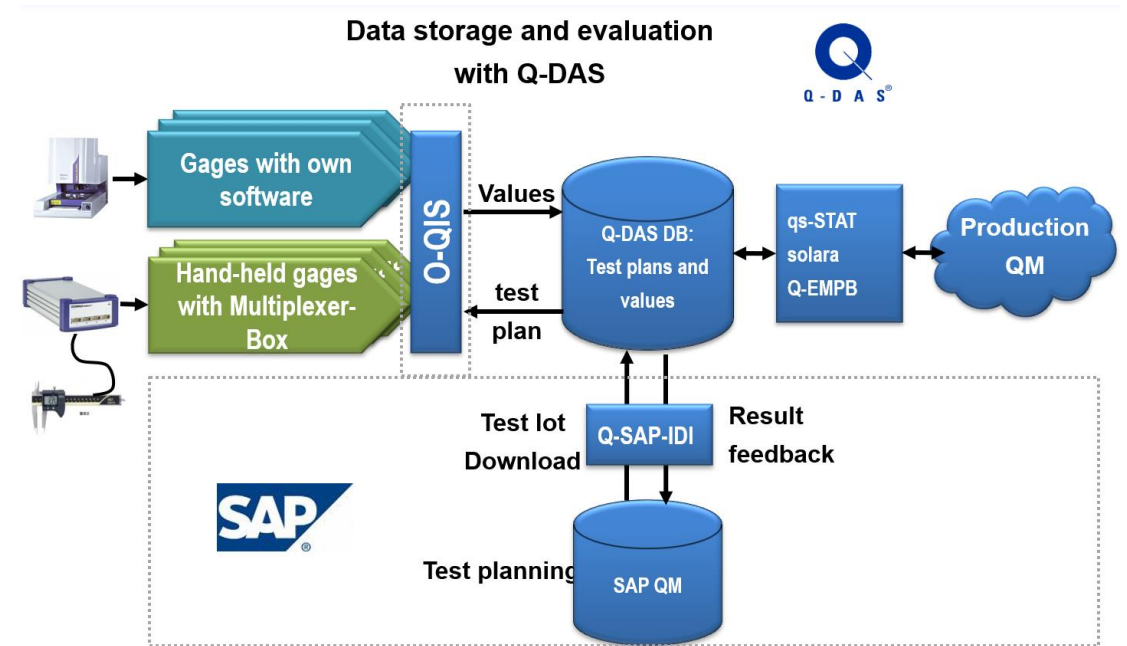 Data storage and evaluation
with Q-DAS
Q-DAS®
Gages with own
software
Hand-held gages
with Multiplexer-
Box
O-QIS
Values
test
plan
Q-DAS DB:
Test plans and
values
qs-STAT
solara
Q-EMPB
Production
QM
Test lot
Download
Q-SAP-IDI
Result
feedback
SAP®
Test planning
SAP QM